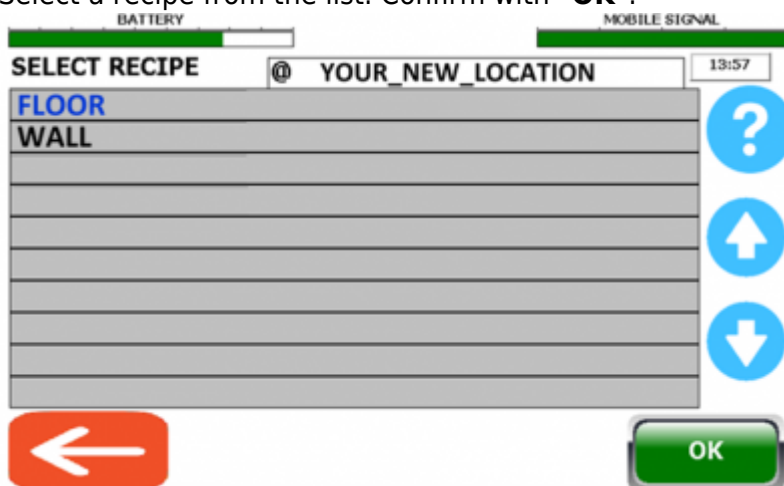 Select a recipe from the list. Confirm with "OK".
BATTERY MOBILE SIGNAL
SELECT RECIPE @ YOUR_NEW_LOCATION 13:57
FLOOR
WALL
?
OK